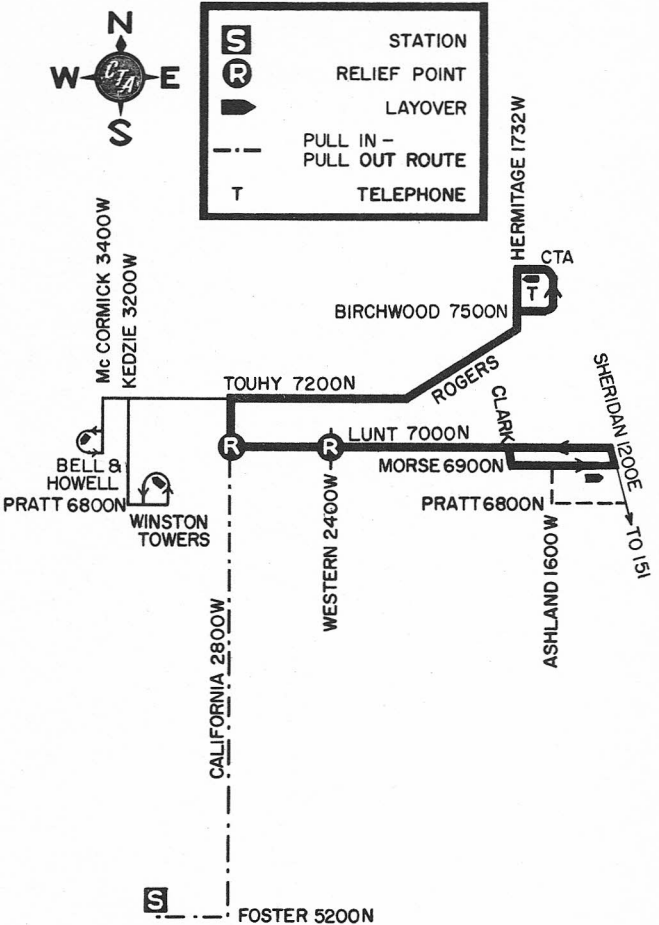 N
W CTA E
S
S STATION
R RELIEF POINT
LAYOVER
PULL IN –
PULL OUT ROUTE
T TELEPHONE
Mc CORMICK 3400W
KEDZIE 3200W
HERMITAGE 1732W
CTA
T
BIRCHWOOD 7500N
ROGERS
TOUHY 7200N
CLARK
SHERIDAN 1200E
R
R
LUNT 7000N
MORSE 6900N
BELL &
HOWELL
PRATT 6800N
WINSTON
TOWERS
PRATT 6800N
TO 151
WESTERN 2400W
ASHLAND 1600W
CALIFORNIA 2800W
S
FOSTER 5200N